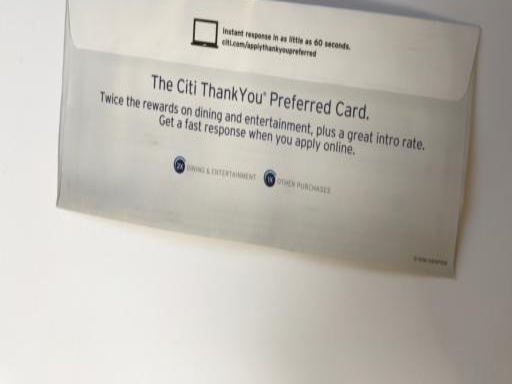 Instant response in as little as 60 seconds.
citi.com/applythankyoupreferred
The Citi ThankYou® Preferred Card.
Twice the rewards on dining and entertainment, plus a great intro rate.
Get a fast response when you apply online.
2X DINING & ENTERTAINMENT 1X OTHER PURCHASES